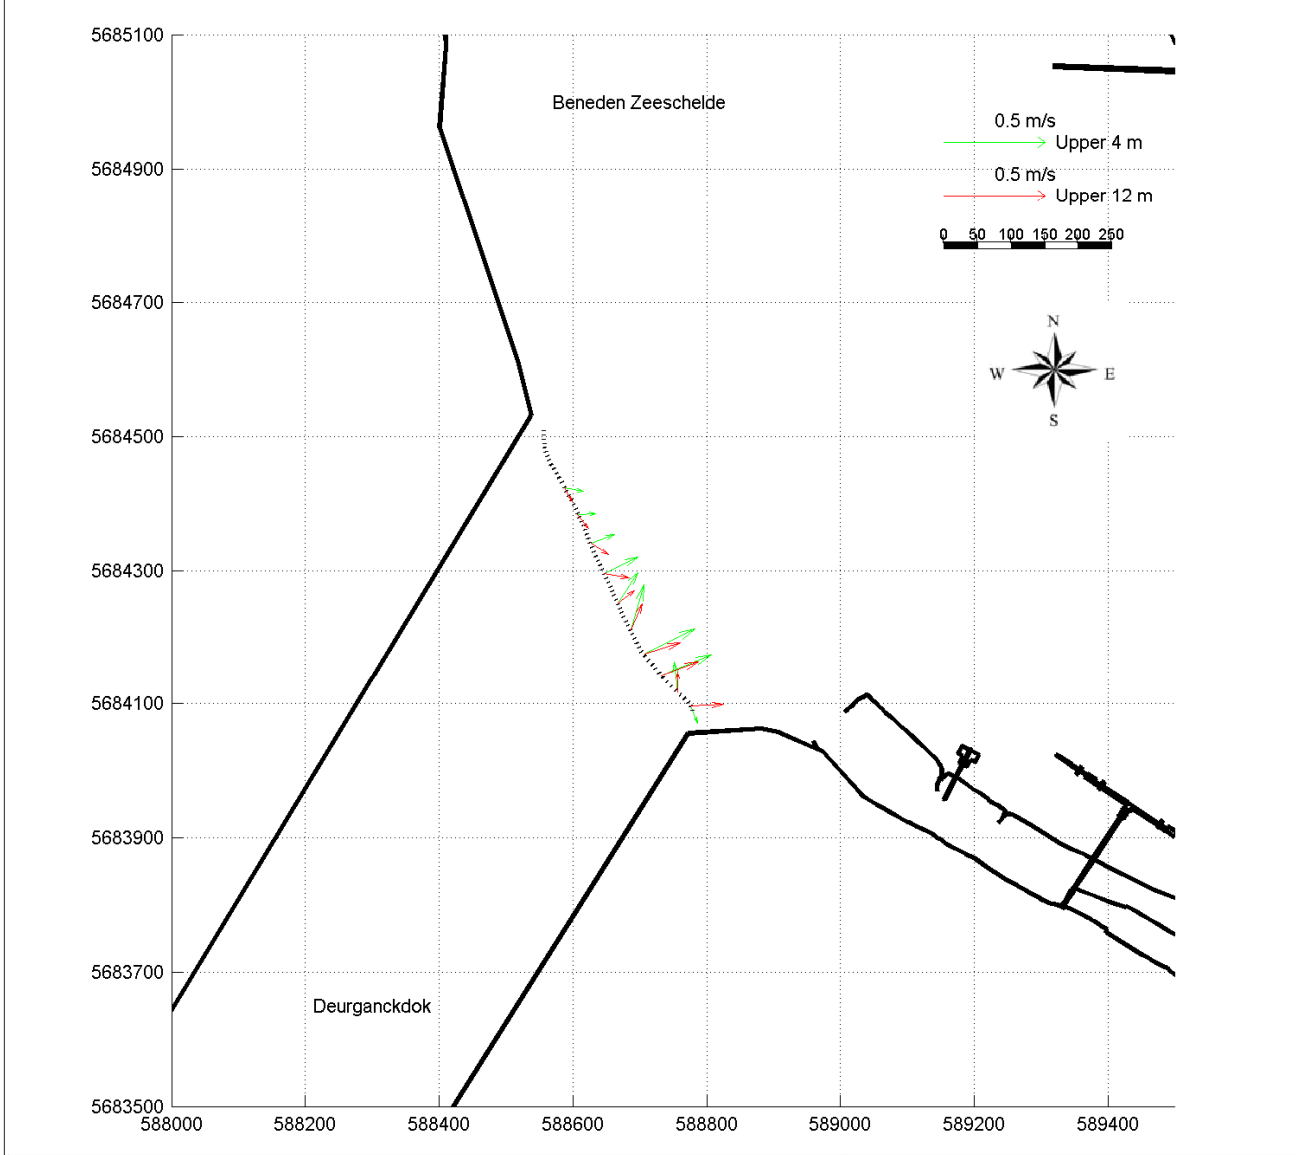 5685100
Beneden Zeeschelde
0.5 m/s
Upper 4 m
5684900
0.5 m/s
Upper 12 m
0 50 100 150 200 250
5684700
N
W E
S
5684500
5684300
5684100
5683900
5683700
Deurganckdok
5683500
588000 588200 588400 588600 588800 589000 589200 589400